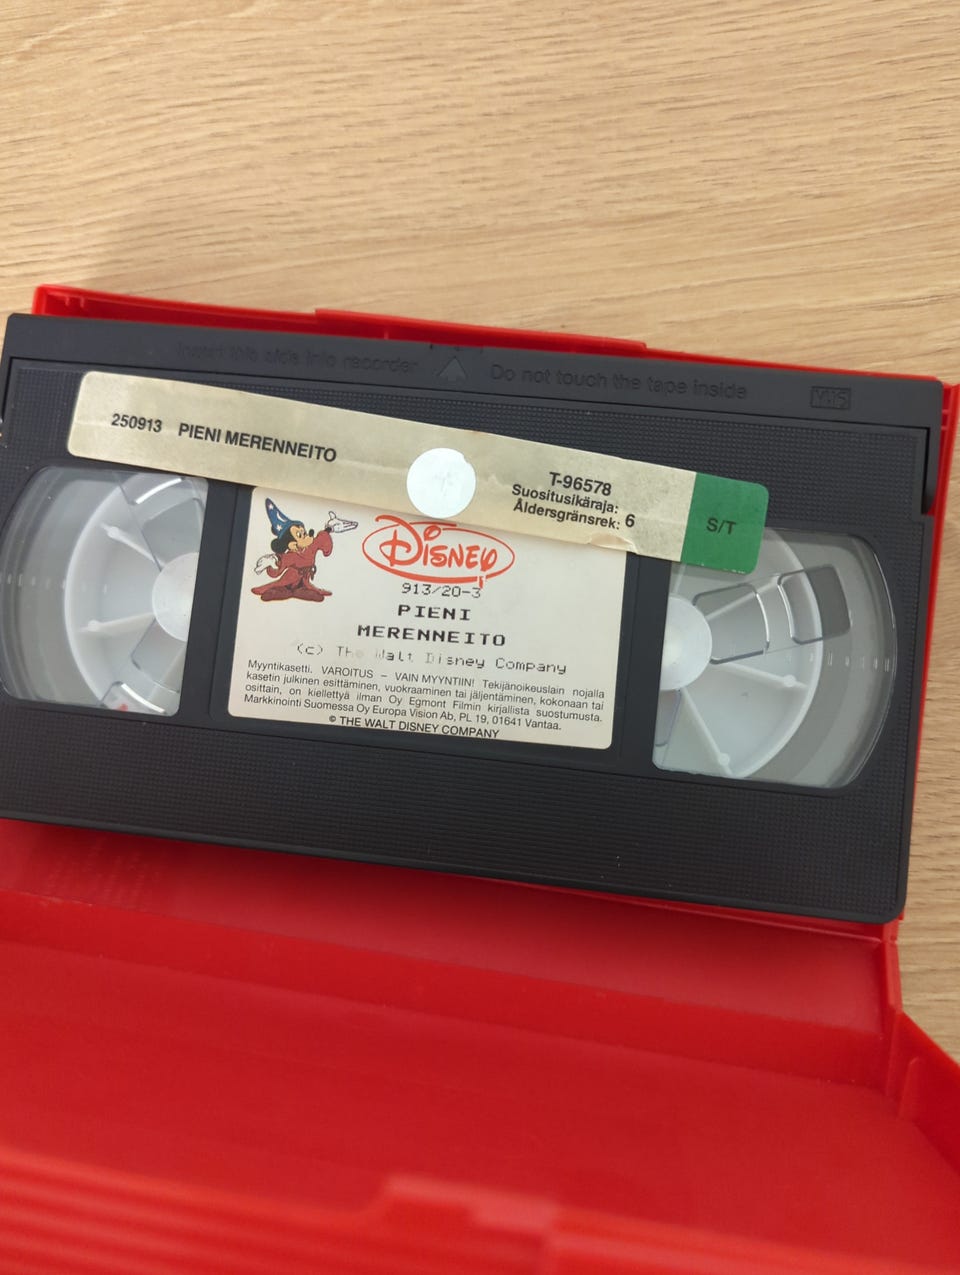 Insert this side into recorder Do not touch the tape inside VHS
250913 PIENI MERENNEITO
T-96578
Suositusikäraja: 6
Åldersgränsrek:
S/T
Disney
913/20-3
PIENI
MERENNEITO
(c) The Walt Disney Company
Myyntikasetti. VAROITUS – VAIN MYYNTIIN! Tekijänoikeuslain nojalla
kasetin julkinen esittäminen, vuokraaminen tai jäljentäminen, kokonaan tai
osittain, on kiellettyä ilman Oy Egmont Filmin kirjallista suostumusta.
Markkinointi Suomessa Oy Europa Vision Ab, PL 19, 01641 Vantaa.
© THE WALT DISNEY COMPANY